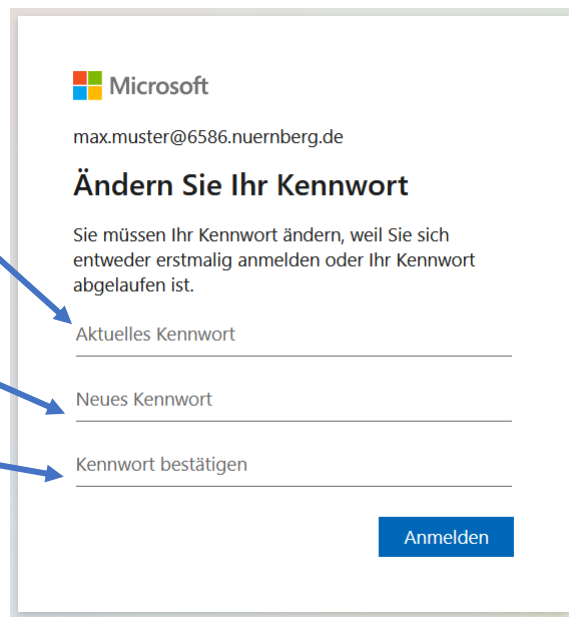 Microsoft
max.muster@6586.nuernberg.de
Ändern Sie Ihr Kennwort
Sie müssen Ihr Kennwort ändern, weil Sie sich
entweder erstmalig anmelden oder Ihr Kennwort
abgelaufen ist.
Aktuelles Kennwort
Neues Kennwort
Kennwort bestätigen
Anmelden